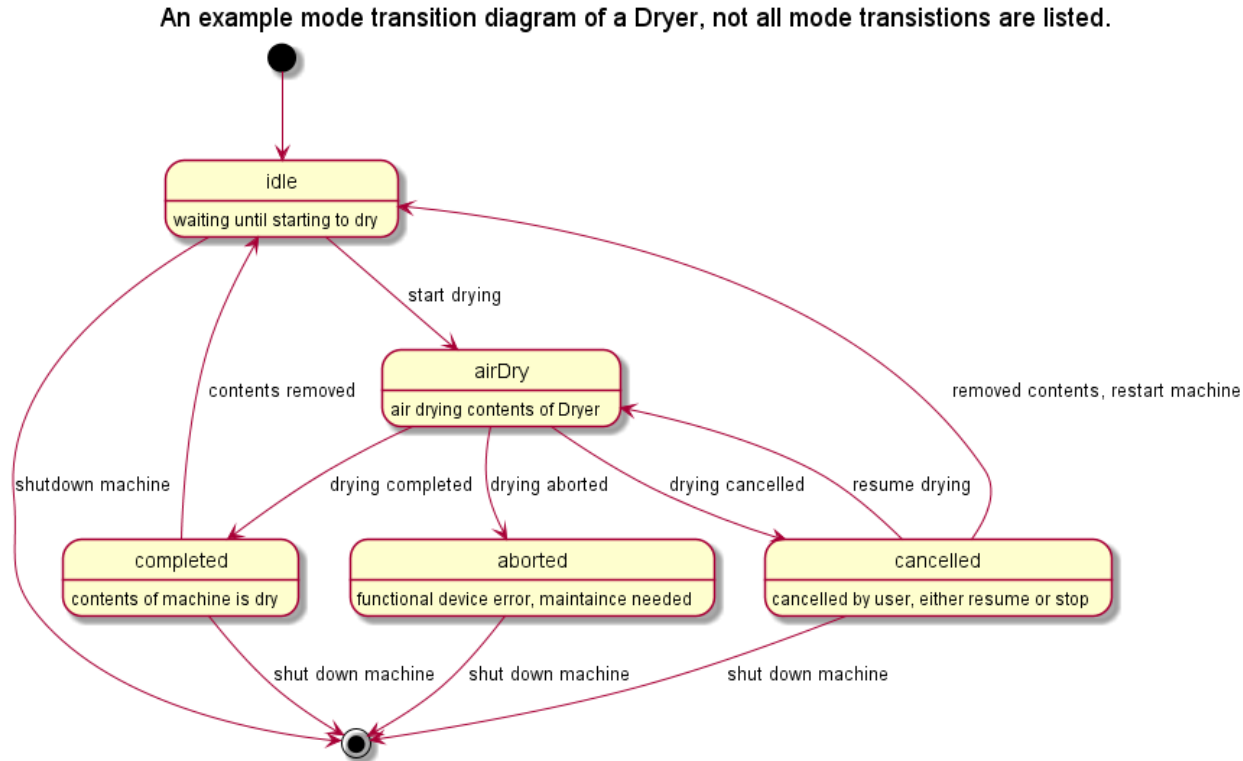 An example mode transition diagram of a Dryer, not all mode transistions are listed.
idle
waiting until starting to dry
start drying
airDry
air drying contents of Dryer
contents removed
removed contents, restart machine
shutdown machine
drying completed
drying aborted
drying cancelled
resume drying
completed
contents of machine is dry
aborted
functional device error, maintaince needed
cancelled
cancelled by user, either resume or stop
shut down machine
shut down machine
shut down machine